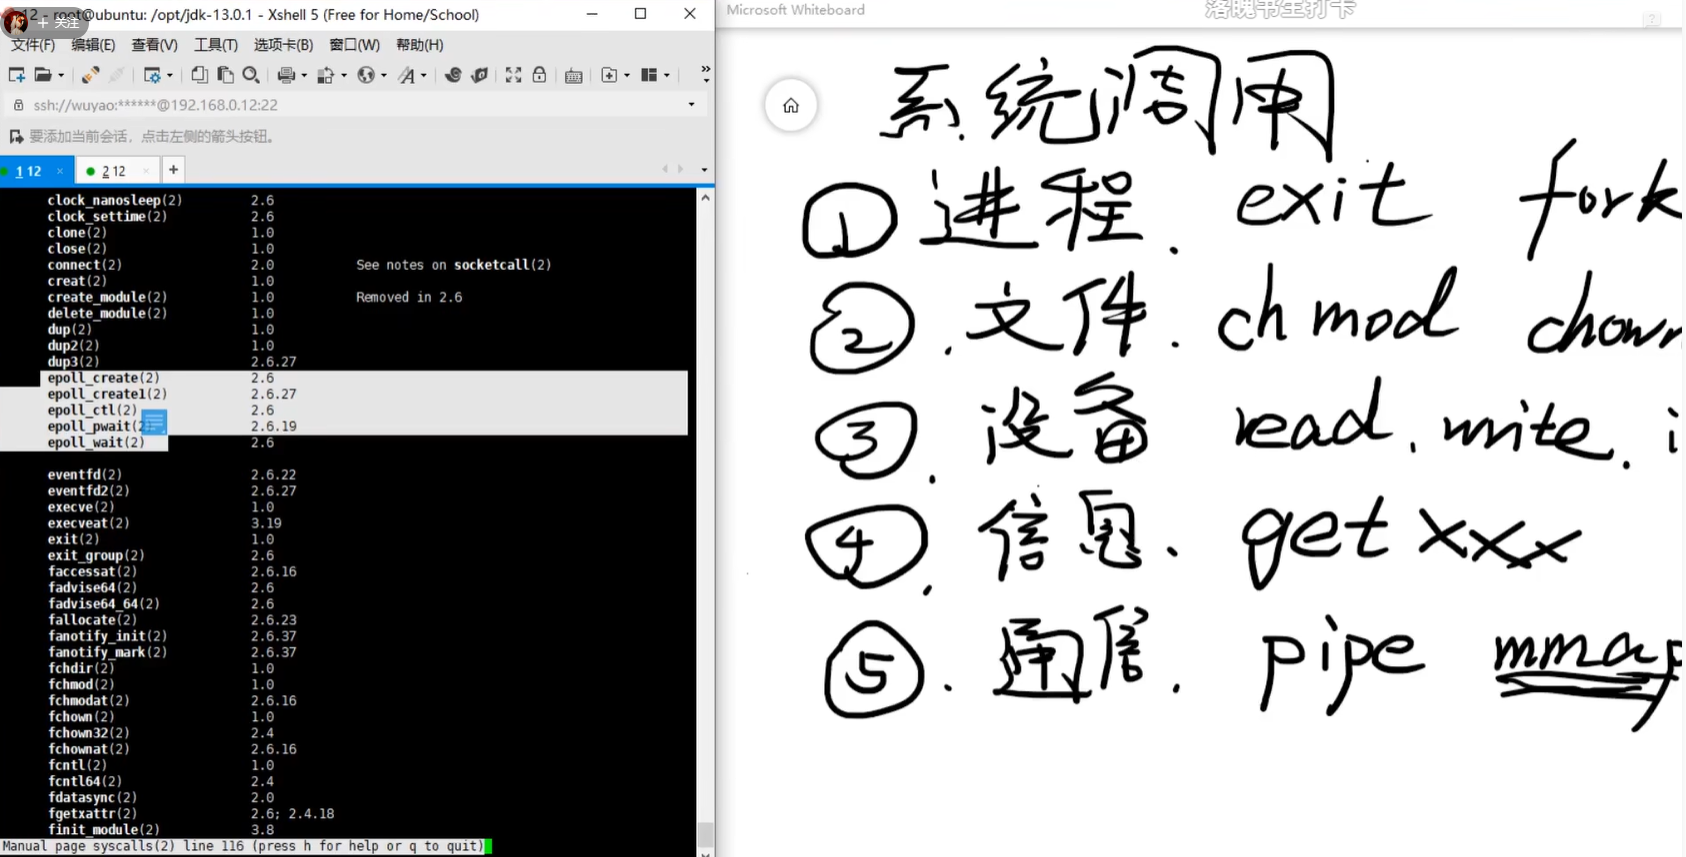 12 - root@ubuntu: /opt/jdk-13.0.1 - Xshell 5 (Free for Home/School)
+ 关注
文件(F) 编辑(E) 查看(V) 工具(T) 选项卡(B) 窗口(W) 帮助(H)
ssh://wuyao:******@192.168.0.12:22
要添加当前会话，点击左侧的箭头按钮。
1 12 × 2 12 × +
clock_nanosleep(2) 2.6
clock_settime(2) 2.6
clone(2) 1.0
close(2) 1.0
connect(2) 2.0 See notes on socketcall(2)
creat(2) 1.0
create_module(2) 1.0 Removed in 2.6
delete_module(2) 1.0
dup(2) 1.0
dup2(2) 1.0
dup3(2) 2.6.27
epoll_create(2) 2.6
epoll_create1(2) 2.6.27
epoll_ctl(2) 2.6
epoll_pwait(2) 2.6.19
epoll_wait(2) 2.6
eventfd(2) 2.6.22
eventfd2(2) 2.6.27
execve(2) 1.0
execveat(2) 3.19
exit(2) 1.0
exit_group(2) 2.6
faccessat(2) 2.6.16
fadvise64(2) 2.6
fadvise64_64(2) 2.6
fallocate(2) 2.6.23
fanotify_init(2) 2.6.37
fanotify_mark(2) 2.6.37
fchdir(2) 1.0
fchmod(2) 1.0
fchmodat(2) 2.6.16
fchown(2) 1.0
fchown32(2) 2.4
fchownat(2) 2.6.16
fcntl(2) 1.0
fcntl64(2) 2.4
fdatasync(2) 2.0
fgetxattr(2) 2.6; 2.4.18
finit_module(2) 3.8
Manual page syscalls(2) line 116 (press h for help or q to quit)
Microsoft Whiteboard
落魄书生打卡
系统调用
① 进程. exit fork
②. 文件. chmod chown
③. 设备 read. write. i
④. 信息. get xxx
⑤. 通信. pipe mmap